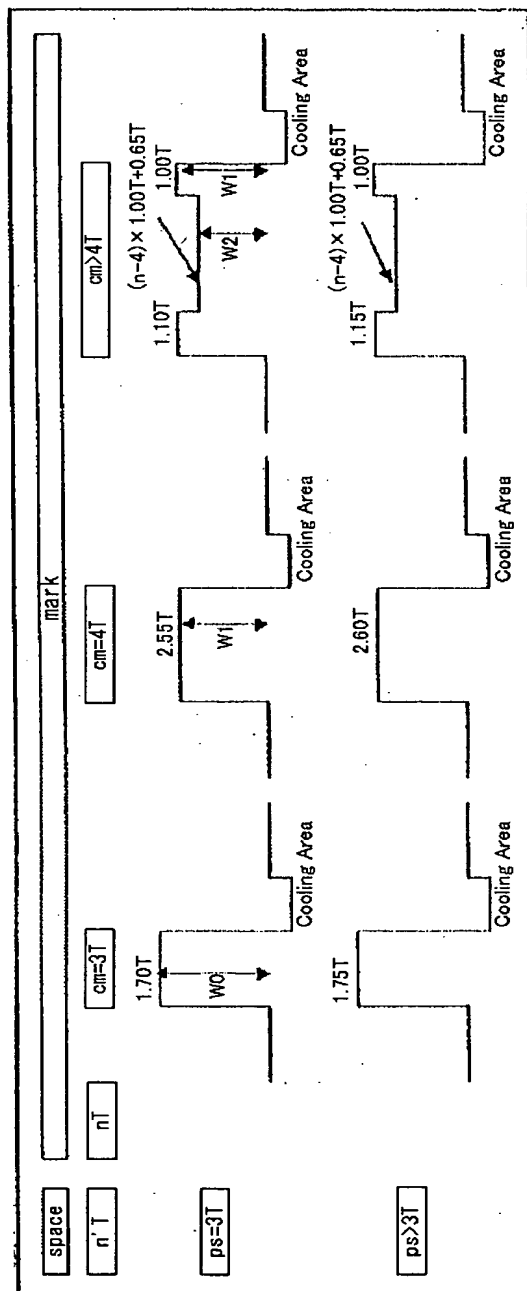 space
mark
n'T
nT
cm=3T
cm=4T
cm>4T
ps=3T
1.70T
W0
Cooling Area
2.55T
W1
Cooling Area
1.10T
(n-4)×1.00T+0.65T
1.00T
W2
W1
Cooling Area
ps>3T
1.75T
Cooling Area
2.60T
Cooling Area
1.15T
(n-4)×1.00T+0.65T
1.00T
Cooling Area